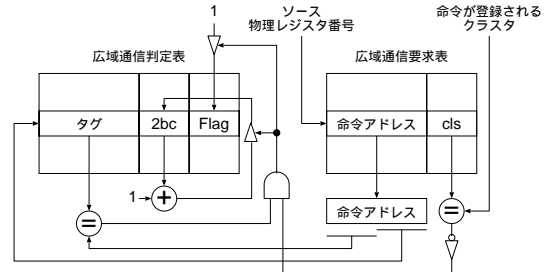 1
ソース
物理レジスタ番号
命令が登録される
クラスタ
広域通信判定表
広域通信要求表
タグ 2bc Flag
命令アドレス cls
1
+
=
命令アドレス
=